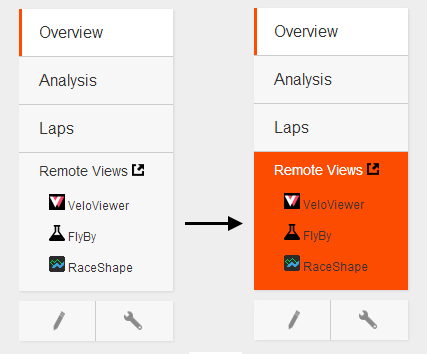 Overview
Analysis
Laps
Remote Views
VeloViewer
FlyBy
RaceShape
Overview
Analysis
Laps
Remote Views
VeloViewer
FlyBy
RaceShape